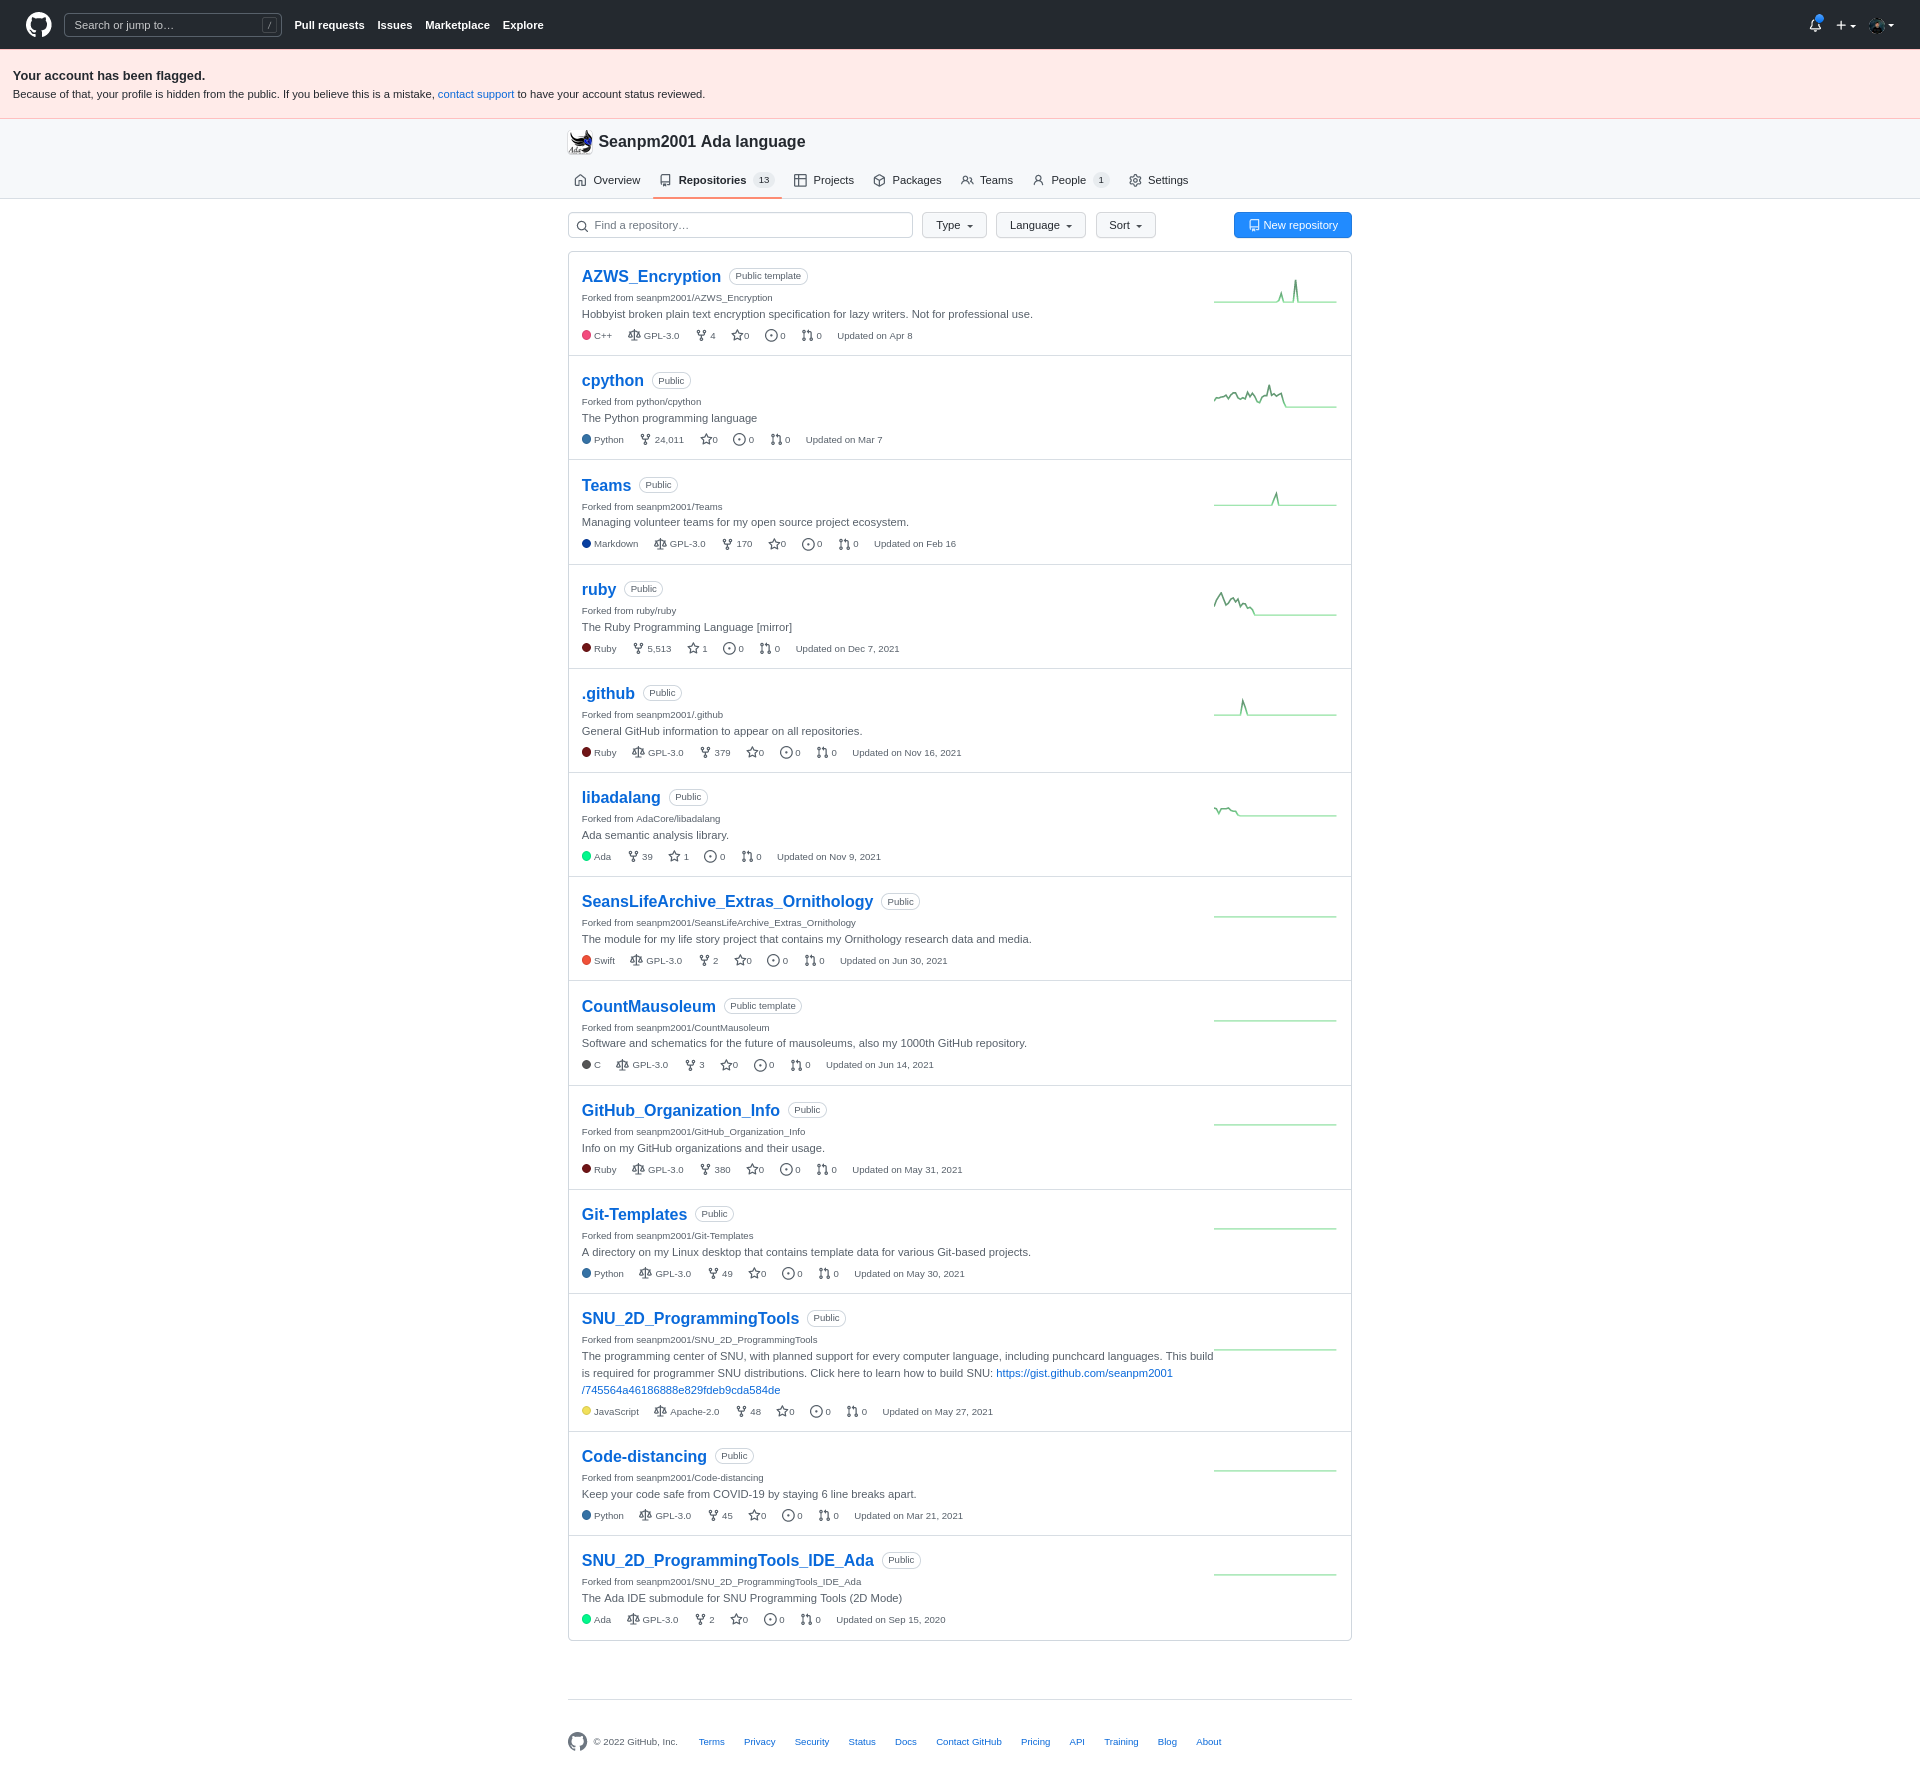 Search or jump to… /
Pull requests Issues Marketplace Explore
Your account has been flagged.
Because of that, your profile is hidden from the public. If you believe this is a mistake, contact support to have your account status reviewed.
Ada
Seanpm2001 Ada language
Overview Repositories 13 Projects Packages Teams People 1 Settings
Find a repository… Type Language Sort New repository
AZWS_Encryption Public template
Forked from seanpm2001/AZWS_Encryption
Hobbyist broken plain text encryption specification for lazy writers. Not for professional use.
C++ GPL-3.0 4 0 0 0 Updated on Apr 8
cpython Public
Forked from python/cpython
The Python programming language
Python 24,011 0 0 0 Updated on Mar 7
Teams Public
Forked from seanpm2001/Teams
Managing volunteer teams for my open source project ecosystem.
Markdown GPL-3.0 170 0 0 0 Updated on Feb 16
ruby Public
Forked from ruby/ruby
The Ruby Programming Language [mirror]
Ruby 5,513 1 0 0 Updated on Dec 7, 2021
.github Public
Forked from seanpm2001/.github
General GitHub information to appear on all repositories.
Ruby GPL-3.0 379 0 0 0 Updated on Nov 16, 2021
libadalang Public
Forked from AdaCore/libadalang
Ada semantic analysis library.
Ada 39 1 0 0 Updated on Nov 9, 2021
SeansLifeArchive_Extras_Ornithology Public
Forked from seanpm2001/SeansLifeArchive_Extras_Ornithology
The module for my life story project that contains my Ornithology research data and media.
Swift GPL-3.0 2 0 0 0 Updated on Jun 30, 2021
CountMausoleum Public template
Forked from seanpm2001/CountMausoleum
Software and schematics for the future of mausoleums, also my 1000th GitHub repository.
C GPL-3.0 3 0 0 0 Updated on Jun 14, 2021
GitHub_Organization_Info Public
Forked from seanpm2001/GitHub_Organization_Info
Info on my GitHub organizations and their usage.
Ruby GPL-3.0 380 0 0 0 Updated on May 31, 2021
Git-Templates Public
Forked from seanpm2001/Git-Templates
A directory on my Linux desktop that contains template data for various Git-based projects.
Python GPL-3.0 49 0 0 0 Updated on May 30, 2021
SNU_2D_ProgrammingTools Public
Forked from seanpm2001/SNU_2D_ProgrammingTools
The programming center of SNU, with planned support for every computer language, including punchcard languages. This build
is required for programmer SNU distributions. Click here to learn how to build SNU: https://gist.github.com/seanpm2001
/745564a46186888e829fdeb9cda584de
JavaScript Apache-2.0 48 0 0 0 Updated on May 27, 2021
Code-distancing Public
Forked from seanpm2001/Code-distancing
Keep your code safe from COVID-19 by staying 6 line breaks apart.
Python GPL-3.0 45 0 0 0 Updated on Mar 21, 2021
SNU_2D_ProgrammingTools_IDE_Ada Public
Forked from seanpm2001/SNU_2D_ProgrammingTools_IDE_Ada
The Ada IDE submodule for SNU Programming Tools (2D Mode)
Ada GPL-3.0 2 0 0 0 Updated on Sep 15, 2020
© 2022 GitHub, Inc. Terms Privacy Security Status Docs Contact GitHub Pricing API Training Blog About